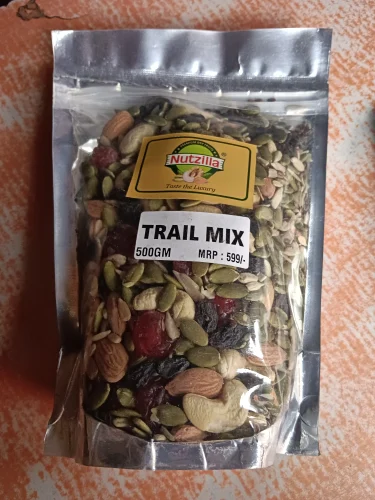 Nutzilla®
Taste the Luxury
TRAIL MIX
500GM MRP : 599/-